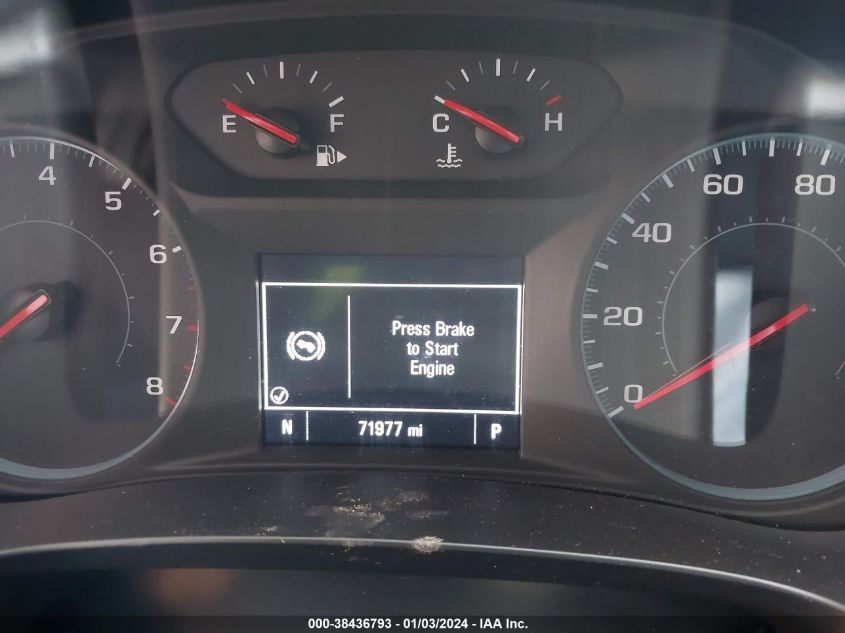 E F
C H
4
5
6
7
8
0
20
40
60
80
Press Brake
to Start
Engine
N 71977 mi P
000-38436793 - 01/03/2024 - IAA Inc.